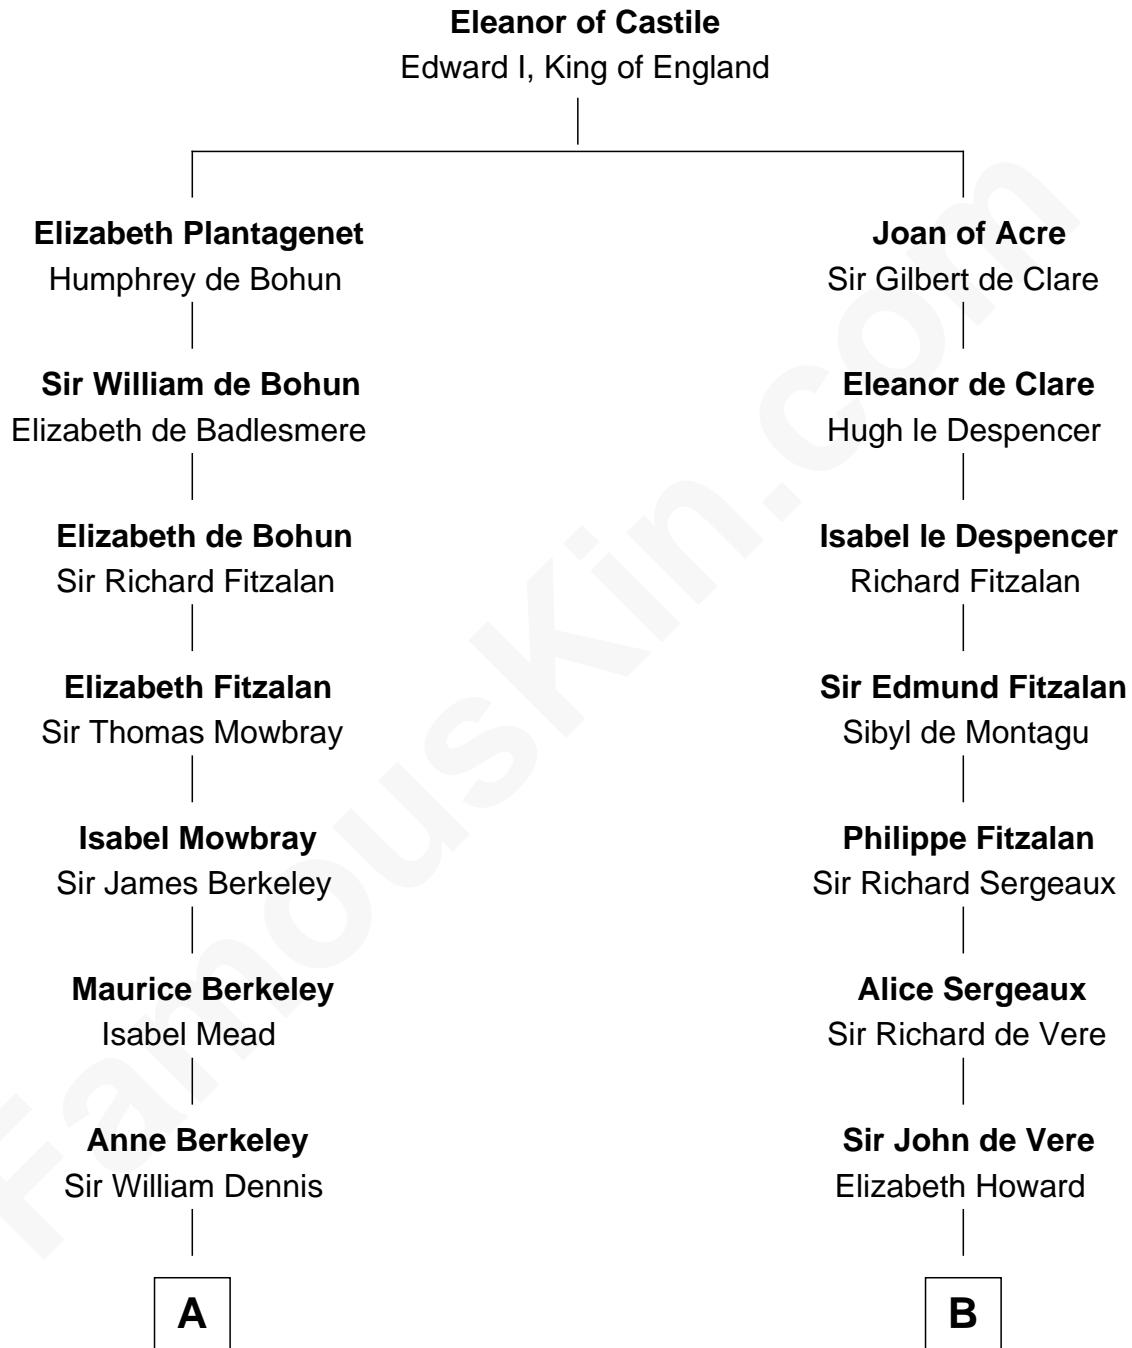 Eleanor of Castile
Edward I, King of England
Elizabeth Plantagenet
Humphrey de Bohun
Joan of Acre
Sir Gilbert de Clare
Sir William de Bohun
Elizabeth de Badlesmere
Eleanor de Clare
Hugh le Despencer
Elizabeth de Bohun
Sir Richard Fitzalan
Isabel le Despencer
Richard Fitzalan
Elizabeth Fitzalan
Sir Thomas Mowbray
Sir Edmund Fitzalan
Sibyl de Montagu
Isabel Mowbray
Sir James Berkeley
Philippe Fitzalan
Sir Richard Sergeaux
Maurice Berkeley
Isabel Mead
Alice Sergeaux
Sir Richard de Vere
Anne Berkeley
Sir William Dennis
Sir John de Vere
Elizabeth Howard
A
B
FamousKin.com